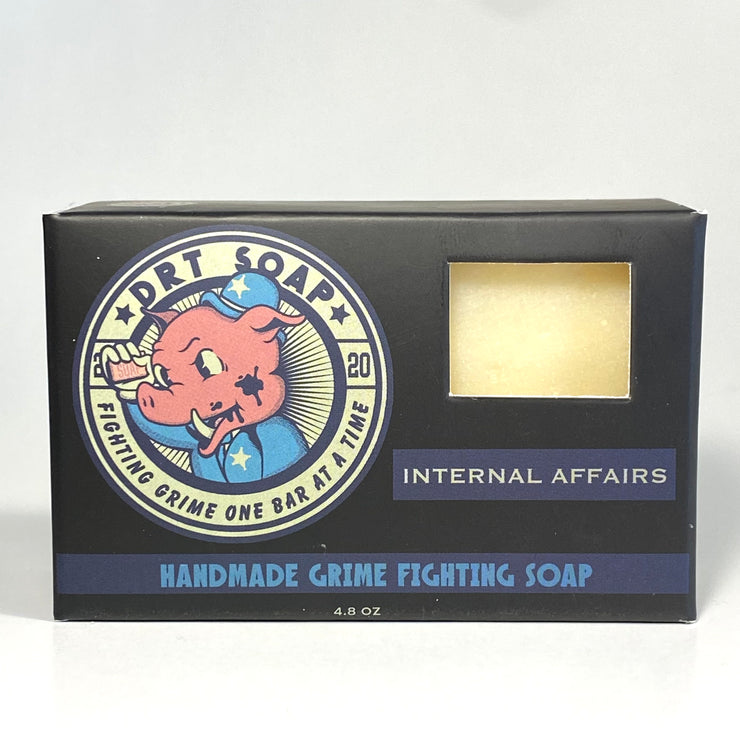 DRT SOAP
20
FIGHTING GRIME ONE BAR AT A TIME
INTERNAL AFFAIRS
HANDMADE GRIME FIGHTING SOAP
4.8 OZ